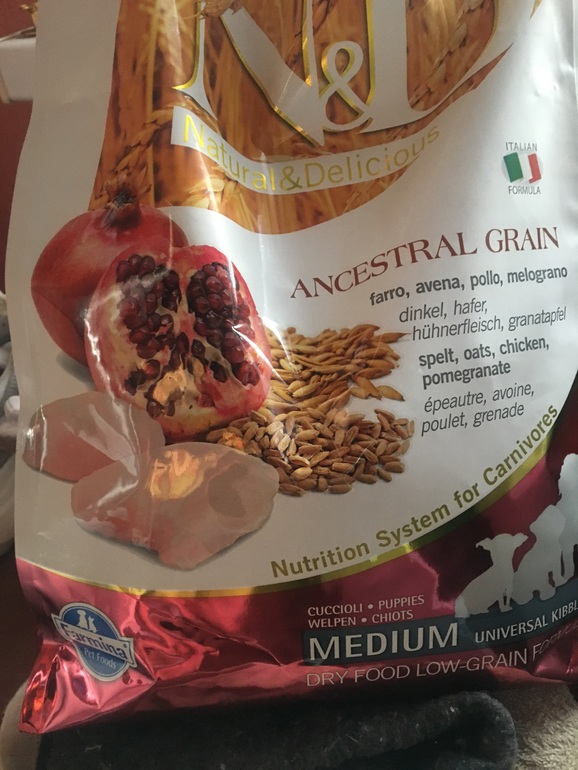 N&D
Natural&Delicious
ITALIAN
FORMULA
ANCESTRAL GRAIN
farro, avena, pollo, melograno
dinkel, hafer,
hühnerfleisch, granatapfel
spelt, oats, chicken,
pomegranate
épeautre, avoine,
poulet, grenade
Nutrition System for Carnivores
CUCCIOLI • PUPPIES
WELPEN • CHIOTS
MEDIUM UNIVERSAL KIBBL
DRY FOOD LOW-GRAIN
Farmina
Pet Foods